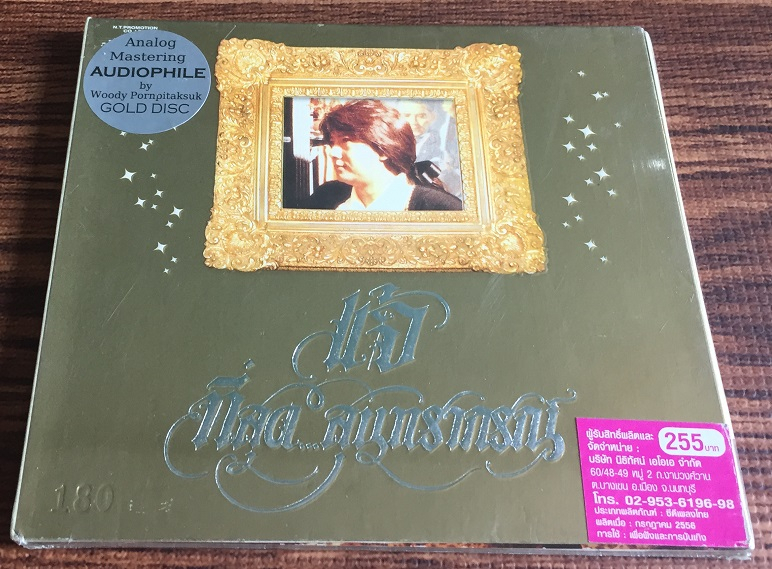 N.T.PROMOTION
Analog
Mastering
AUDIOPHILE
by
Woody Pornpitaksuk
GOLD DISC
แจ้
ที่สุด...สุนทราภรณ์
180
ผู้รับสิทธิ์ผลิตและ
จัดจำหน่าย :
255 บาท
บริษัท นิธิทัศน์ เอโอเอ จำกัด
60/48-49 หมู่ 2 ถ.งามวงศ์วาน
ต.บางเขน อ.เมือง จ.นนทบุรี
โทร. 02-953-6196-98
ประเภทผลิตภัณฑ์ : ซีดีเพลงไทย
ผลิตเมื่อ : กรกฎาคม 2556
การใช้ : เพื่อฟังและการบันเทิง